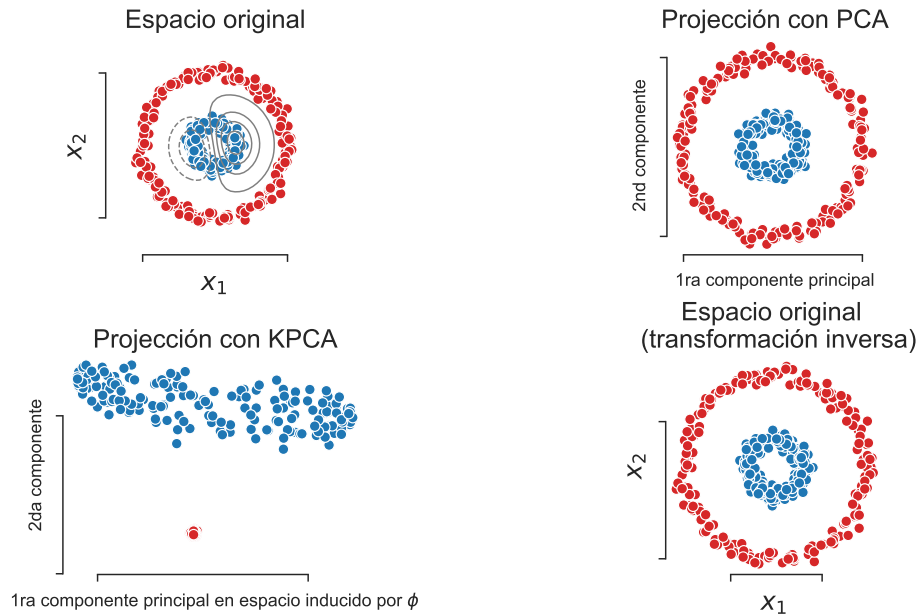 Espacio original
x₂
x₁
Projección con PCA
2nd componente
1ra componente principal
Projección con KPCA
2da componente
1ra componente principal en espacio inducido por ϕ
Espacio original
(transformación inversa)
x₂
x₁